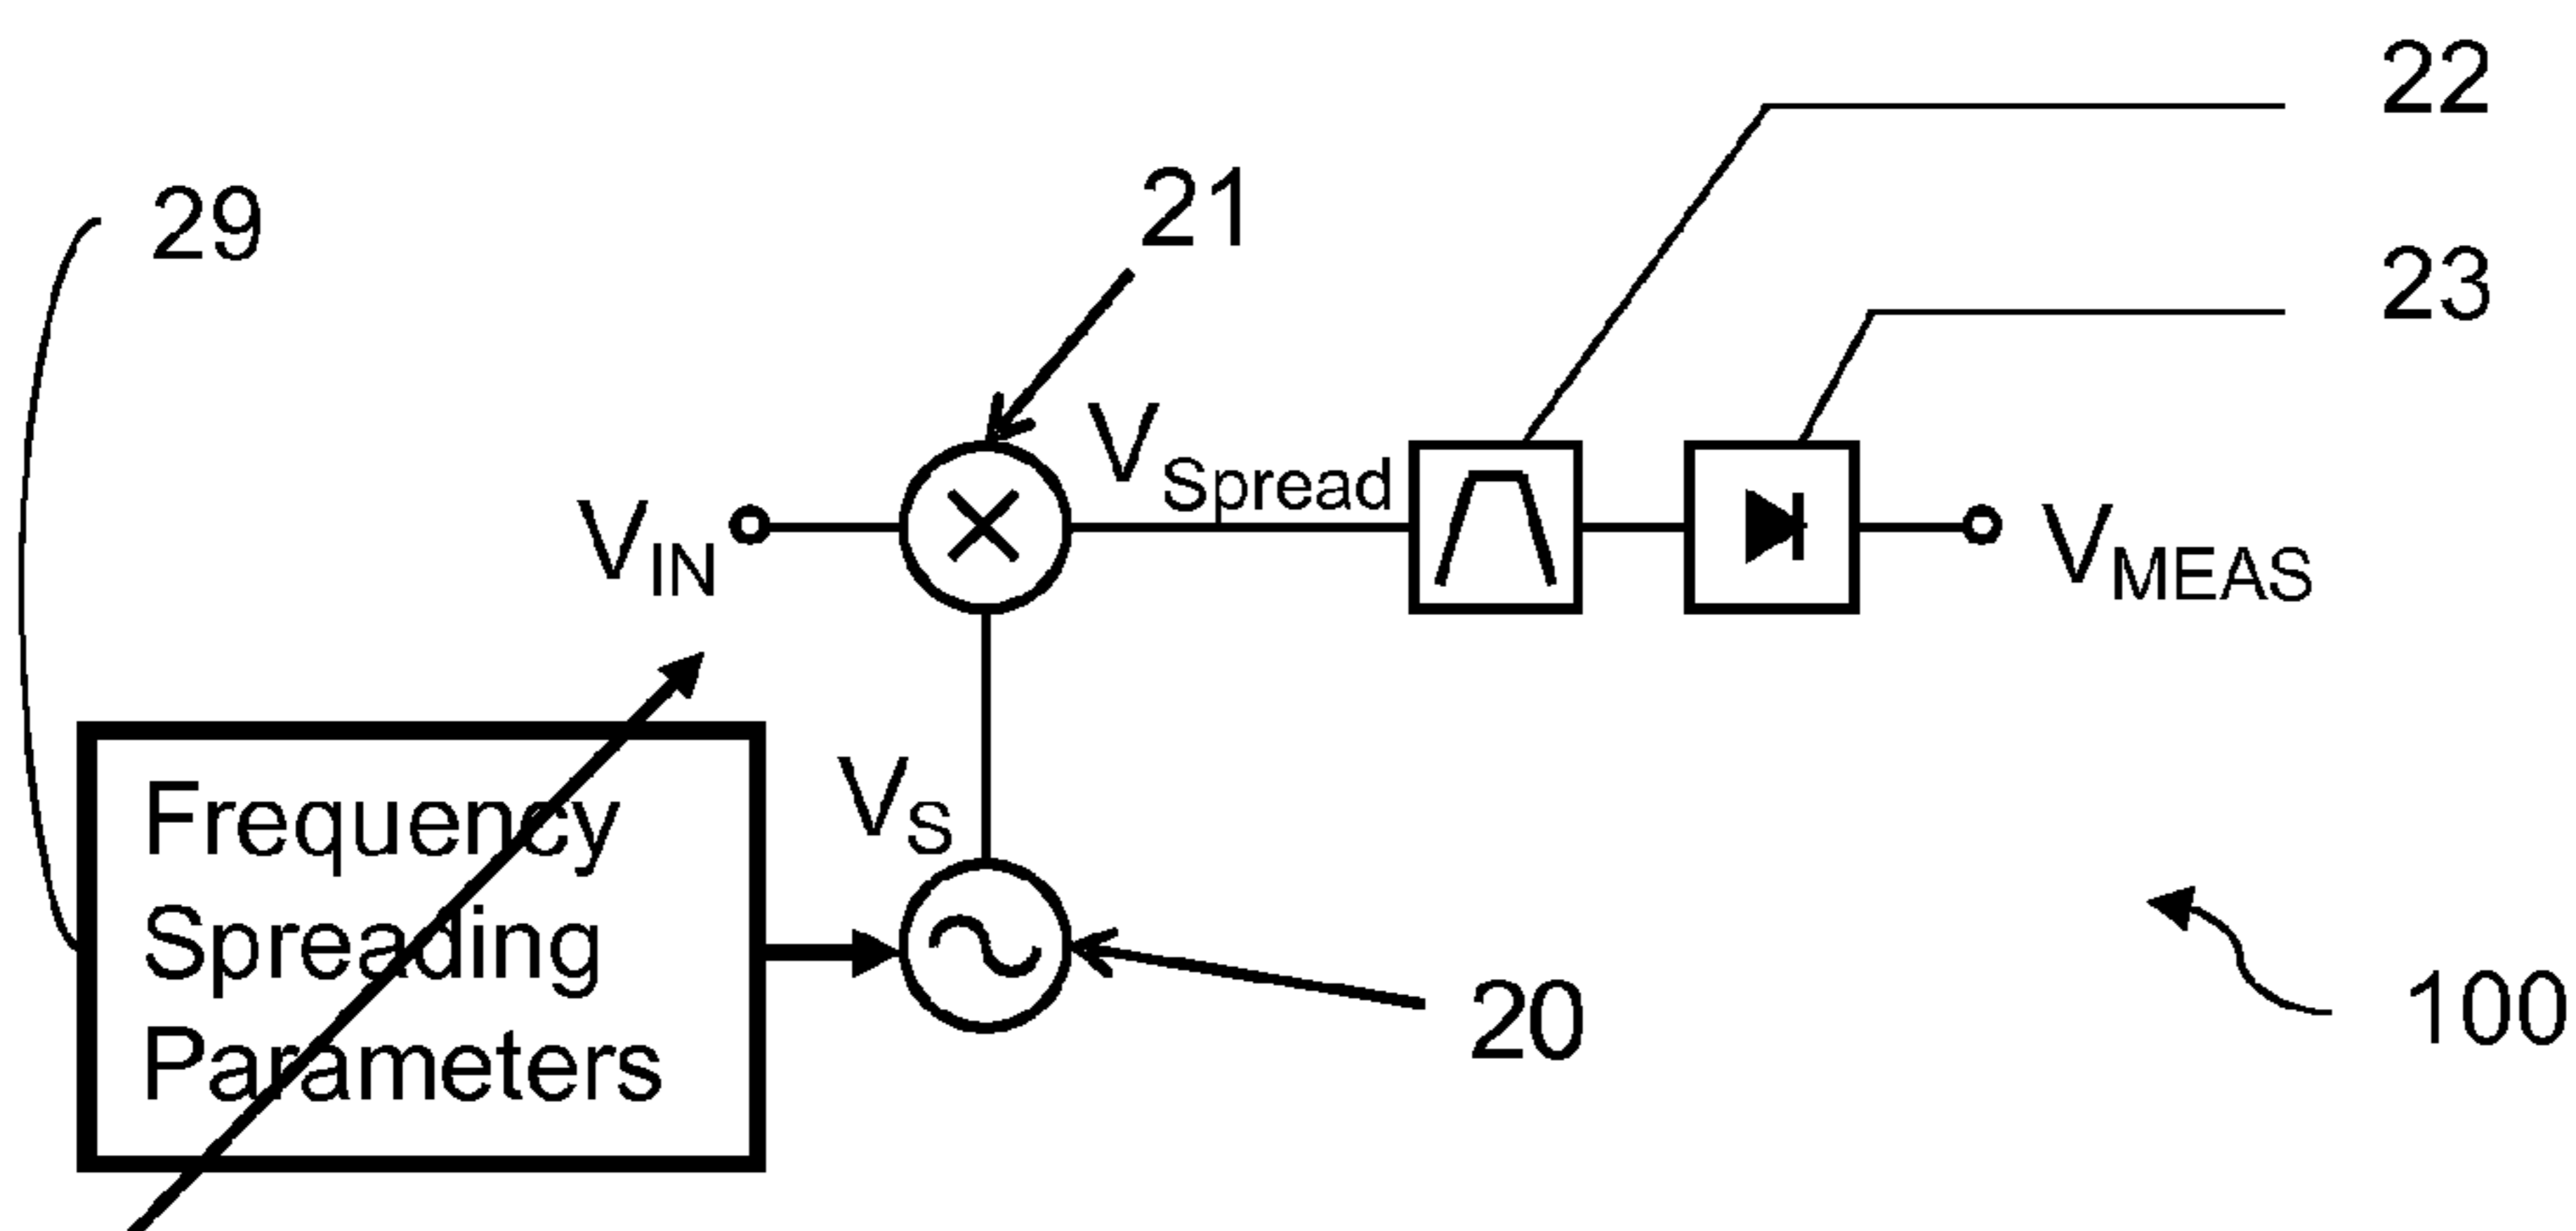 22
29
21
23
VSpread
VIN
VMEAS
VS
Frequency
Spreading
Parameters
20
100